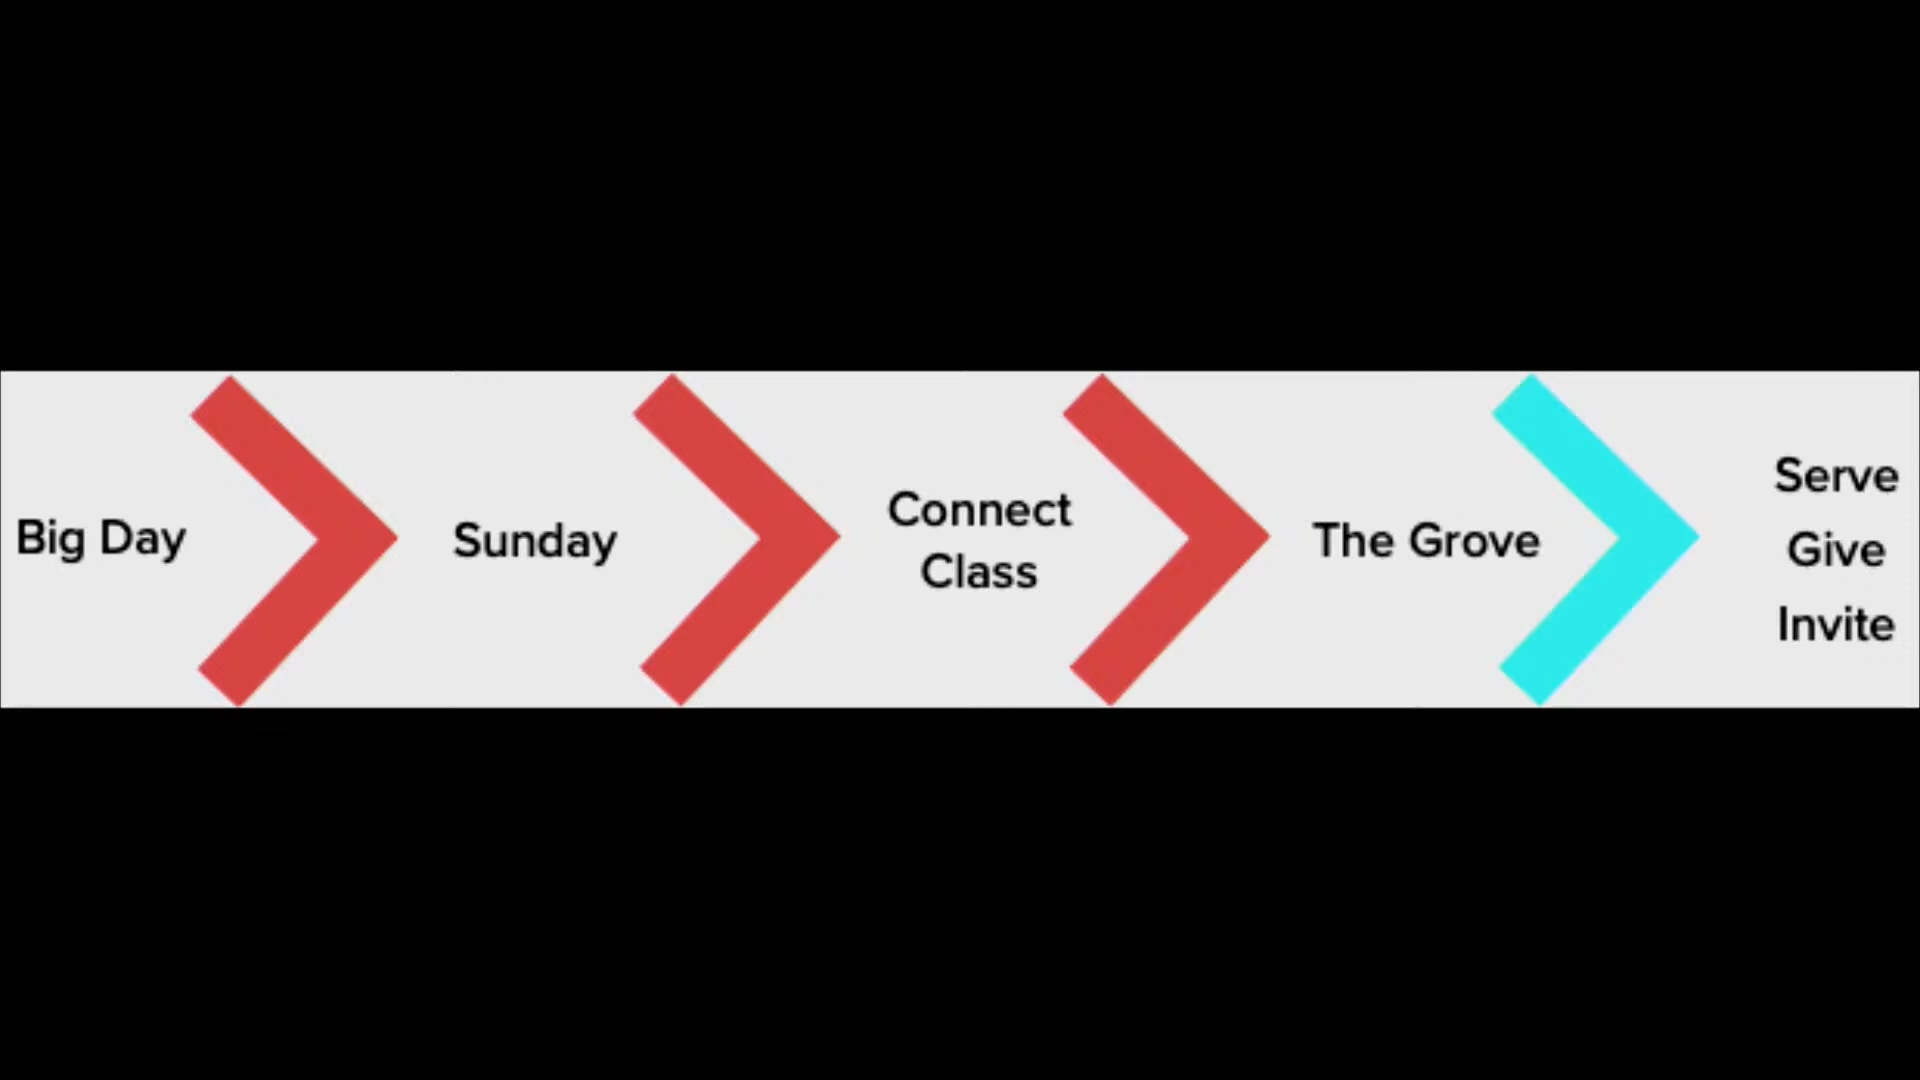 Big Day
Sunday
Connect
Class
The Grove
Serve
Give
Invite